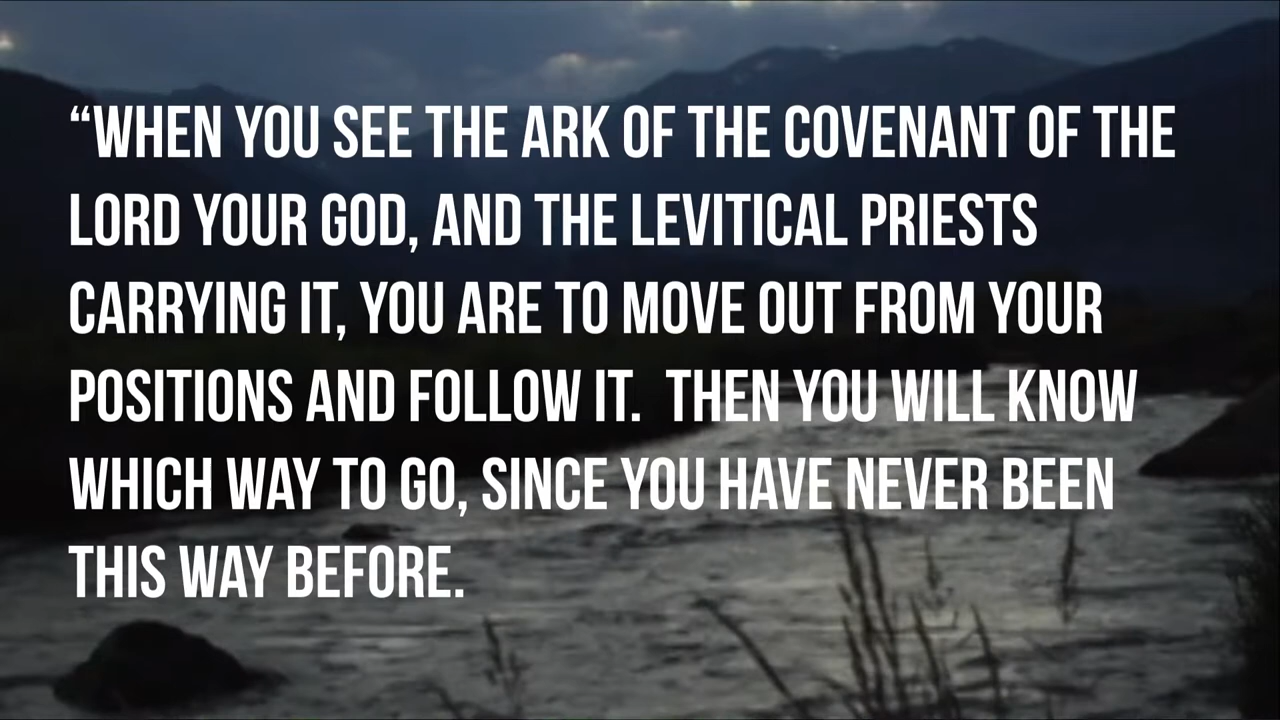 “WHEN YOU SEE THE ARK OF THE COVENANT OF THE
LORD YOUR GOD, AND THE LEVITICAL PRIESTS
CARRYING IT, YOU ARE TO MOVE OUT FROM YOUR
POSITIONS AND FOLLOW IT.  THEN YOU WILL KNOW
WHICH WAY TO GO, SINCE YOU HAVE NEVER BEEN
THIS WAY BEFORE.